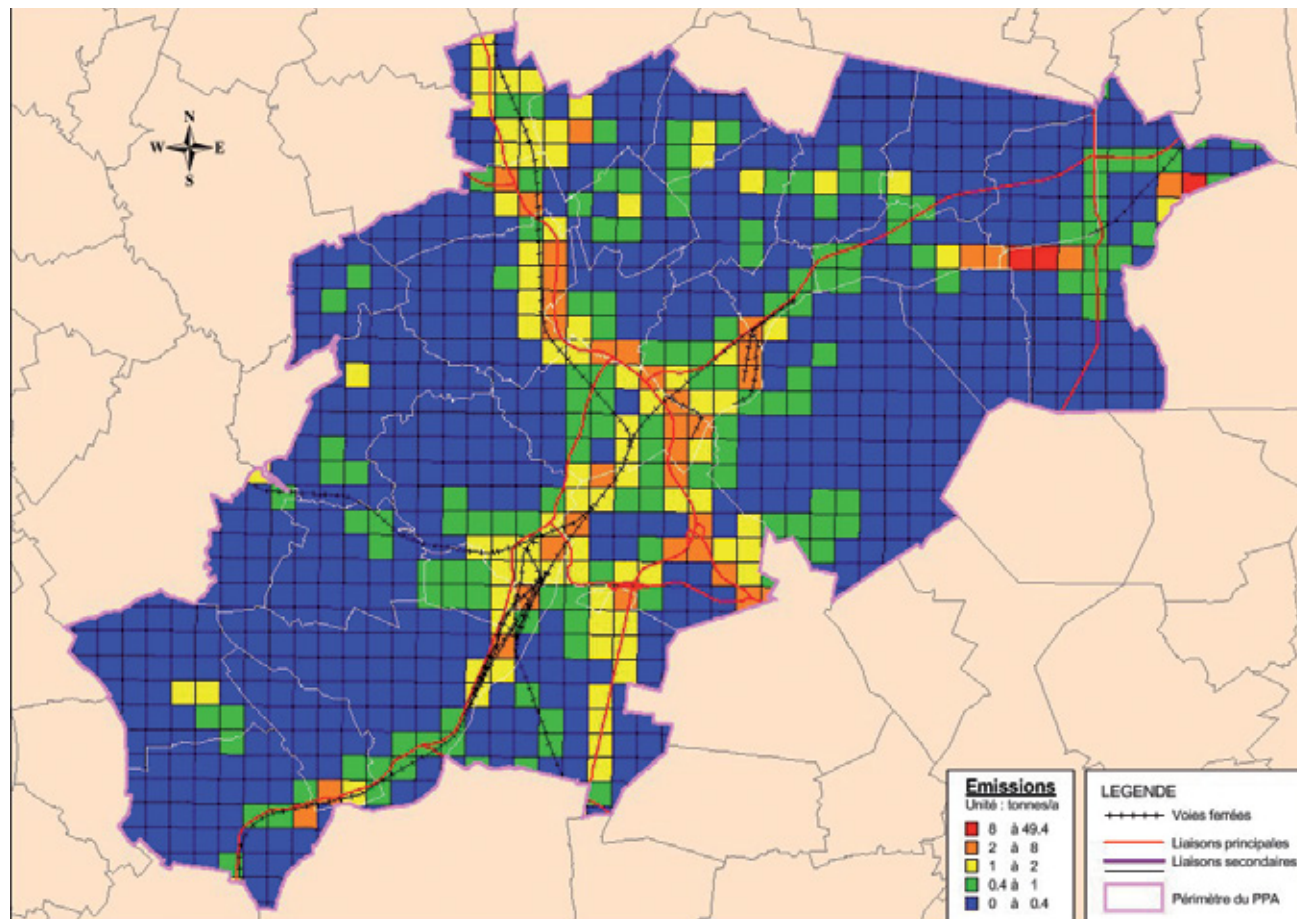 N
W E
S
Emissions
Unité : tonnes/a
8 à 49.4
2 à 8
1 à 2
0.4 à 1
0 à 0.4
LEGENDE
Voies ferrées
Liaisons principales
Liaisons secondaires
Périmètre du PPA